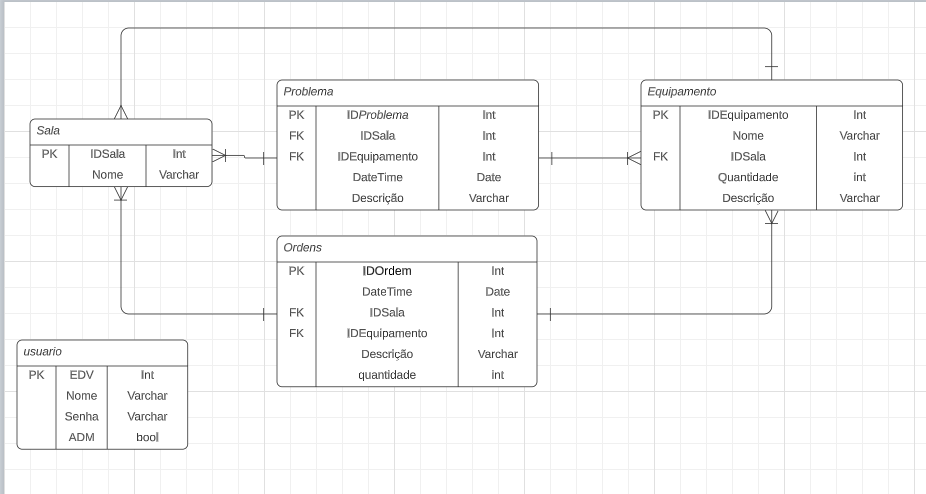 Sala
PK IDSala Int
Nome Varchar
Problema
PK IDProblema Int
FK IDSala Int
FK IDEquipamento Int
DateTime Date
Descrição Varchar
Equipamento
PK IDEquipamento Int
Nome Varchar
FK IDSala Int
Quantidade int
Descrição Varchar
Ordens
PK IDOrdem Int
DateTime Date
FK IDSala Int
FK IDEquipamento Int
Descrição Varchar
quantidade int
usuario
PK EDV Int
Nome Varchar
Senha Varchar
ADM bool